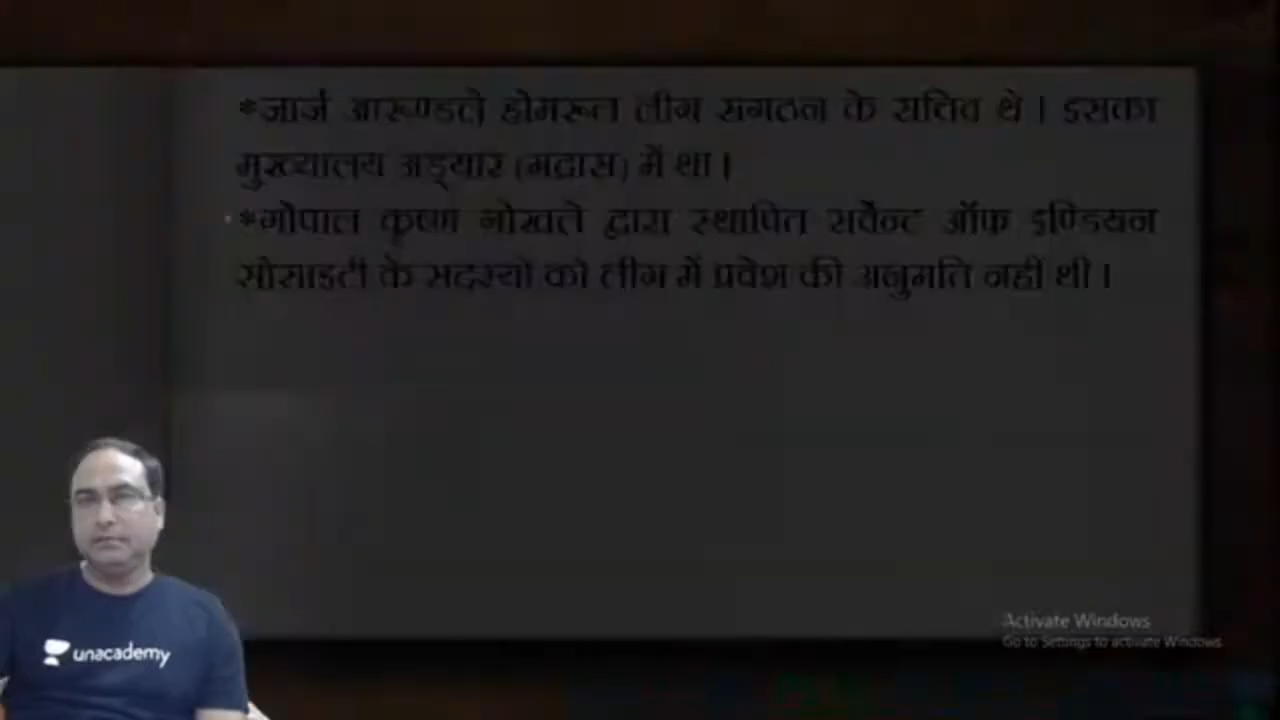 *जार्ज आरूण्डले होमरूल लीग संगठन के सचिव थे । इसका
मुख्यालय अड्यार (मद्रास) में था ।
*गोपाल कृष्ण गोखले द्वारा स्थापित सर्वेन्ट ऑफ इण्डियन
सोसाइटी के सदस्यों को लीग में प्रवेश की अनुमति नहीं थी ।
unacademy
Activate Windows
Go to Settings to activate Windows.